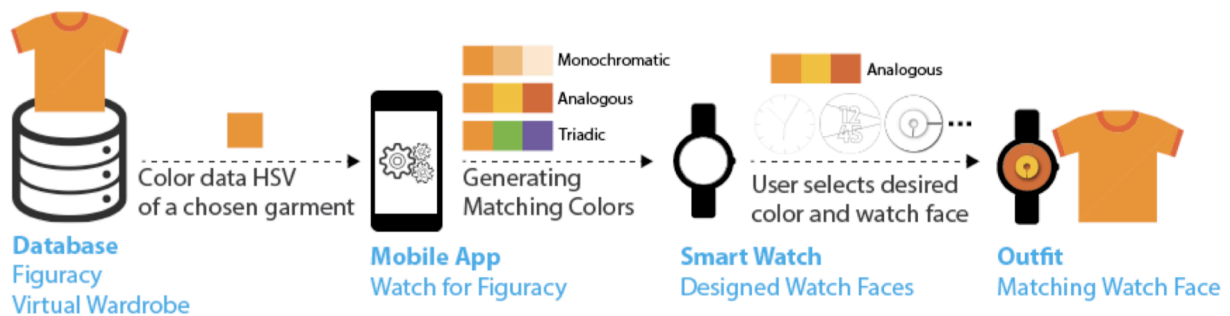 Color data HSV
of a chosen garment
Database
Figuracy
Virtual Wardrobe
Monochromatic
Analogous
Triadic
Generating
Matching Colors
Mobile App
Watch for Figuracy
Analogous
12
45
...
User selects desired
color and watch face
Smart Watch
Designed Watch Faces
Outfit
Matching Watch Face